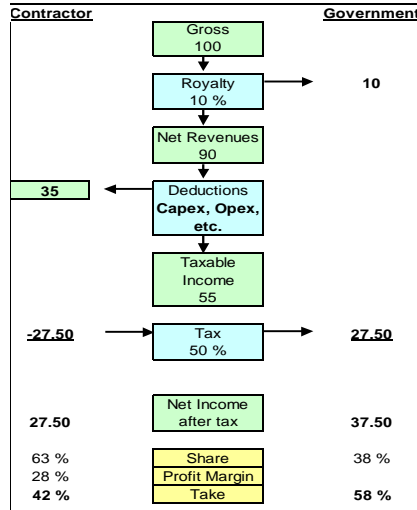 Contractor Government
Gross
100
Royalty 10
10 %
Net Revenues
90
35 Deductions
Capex, Opex,
etc.
Taxable
Income
55
-27.50 Tax 27.50
50 %
Net Income
27.50 after tax 37.50
63 % Share 38 %
28 % Profit Margin
42 % Take 58 %